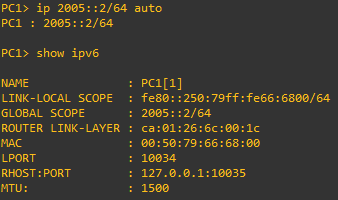 PC1> ip 2005::2/64 auto
PC1 : 2005::2/64
PC1> show ipv6
NAME : PC1[1]
LINK-LOCAL SCOPE : fe80::250:79ff:fe66:6800/64
GLOBAL SCOPE : 2005::2/64
ROUTER LINK-LAYER : ca:01:26:6c:00:1c
MAC : 00:50:79:66:68:00
LPORT : 10034
RHOST:PORT : 127.0.0.1:10035
MTU: : 1500